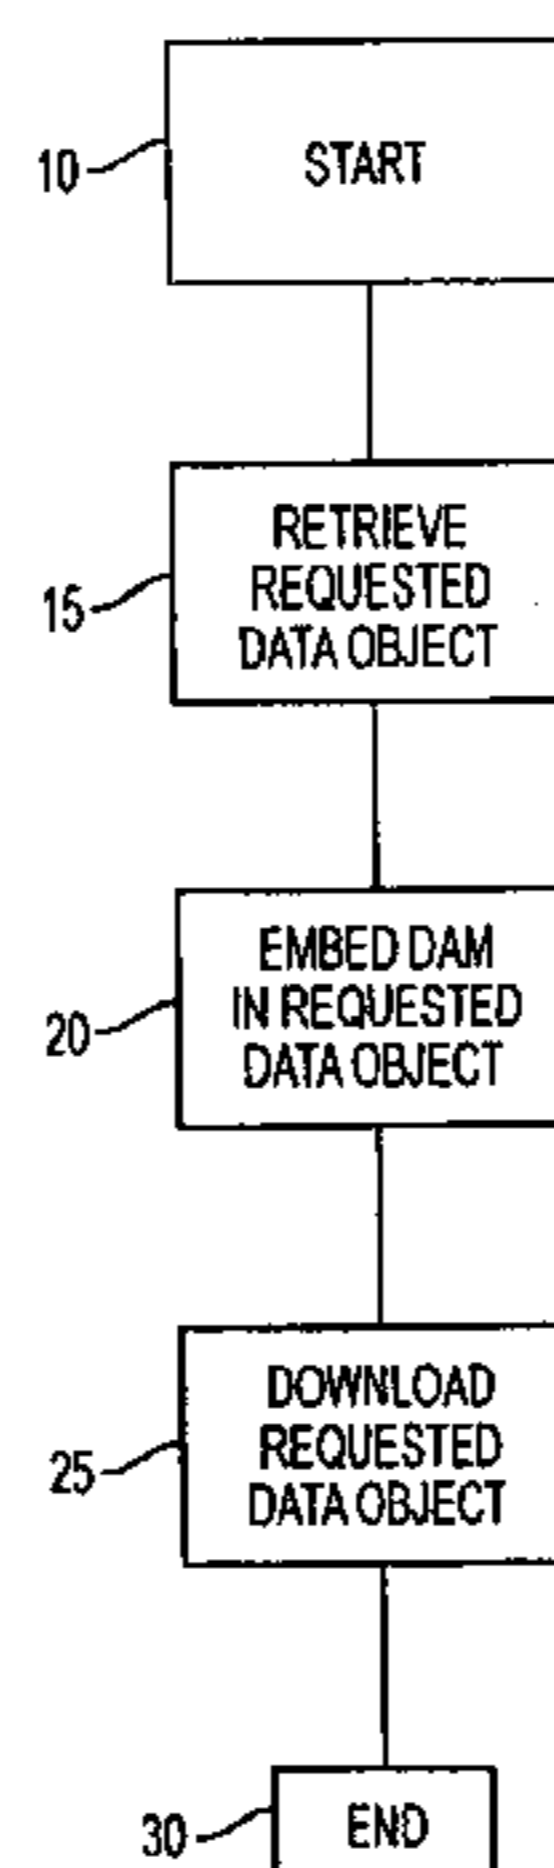 10
START
15
RETRIEVE
REQUESTED
DATA OBJECT
20
EMBED DAM
IN REQUESTED
DATA OBJECT
25
DOWNLOAD
REQUESTED
DATA OBJECT
30
END